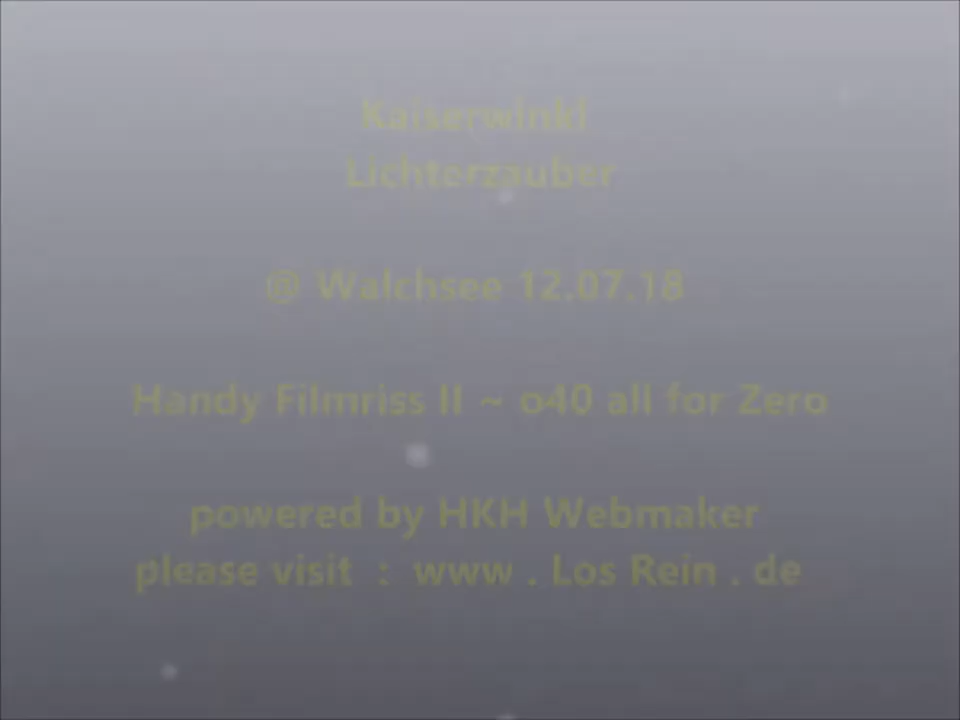 Kaiserwinkl
Lichterzauber
@ Walchsee 12.07.18
Handy Filmriss II ~ o40 all for Zero
powered by HKH Webmaker
please visit : www . Los Rein . de